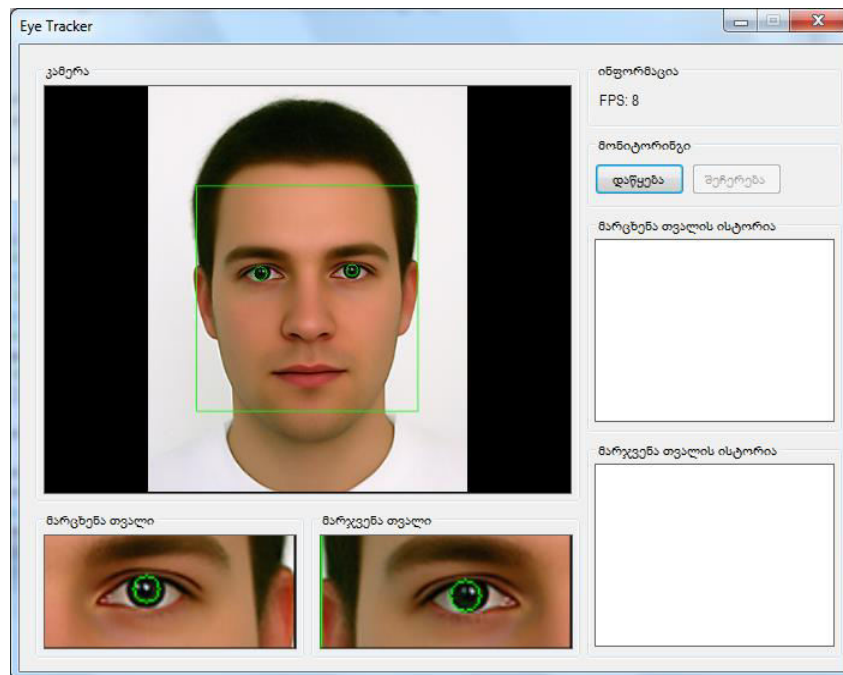 Eye Tracker
კამერა
ინფორმაცია
FPS: 8
მონიტორინგი
დაწყება
შეჩერება
მარცხენა თვალის ისტორია
მარჯვენა თვალის ისტორია
მარცხენა თვალი
მარჯვენა თვალი